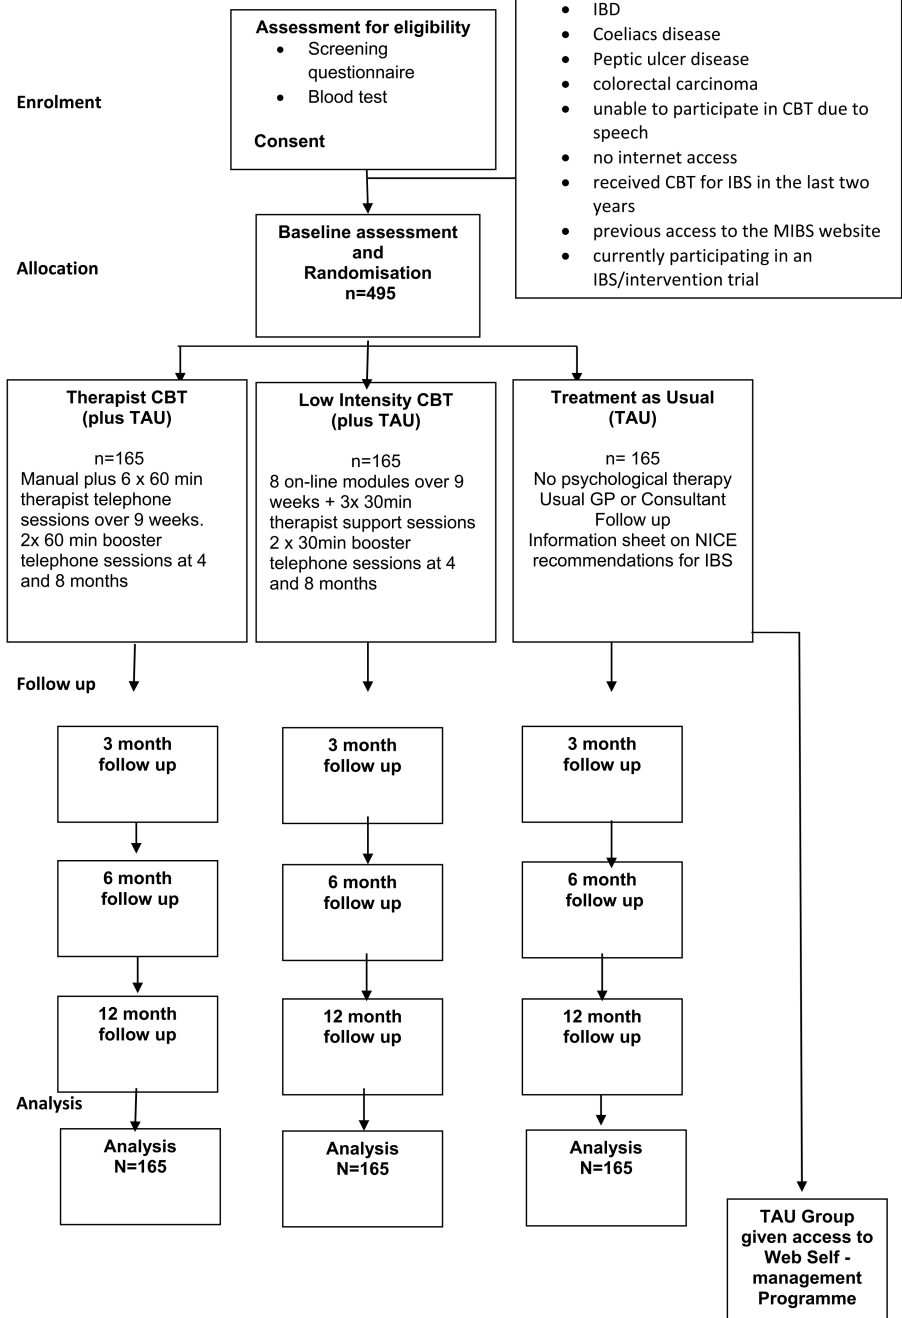 Assessment for eligibility
• Screening
questionnaire
• Blood test
Consent
Enrolment
• IBD
• Coeliacs disease
• Peptic ulcer disease
• colorectal carcinoma
• unable to participate in CBT due to
speech
• no internet access
• received CBT for IBS in the last two
years
• previous access to the MIBS website
• currently participating in an
IBS/intervention trial
Allocation
Baseline assessment
and
Randomisation
n=495
Therapist CBT
(plus TAU)
n=165
Manual plus 6 x 60 min
therapist telephone
sessions over 9 weeks.
2x 60 min booster
telephone sessions at 4
and 8 months
Low Intensity CBT
(plus TAU)
n=165
8 on-line modules over 9
weeks + 3x 30min
therapist support sessions
2 x 30min booster
telephone sessions at 4
and 8 months
Treatment as Usual
(TAU)
n= 165
No psychological therapy
Usual GP or Consultant
Follow up
Information sheet on NICE
recommendations for IBS
Follow up
3 month
follow up
3 month
follow up
3 month
follow up
6 month
follow up
6 month
follow up
6 month
follow up
12 month
follow up
12 month
follow up
12 month
follow up
Analysis
Analysis
N=165
Analysis
N=165
Analysis
N=165
TAU Group
given access to
Web Self -
management
Programme